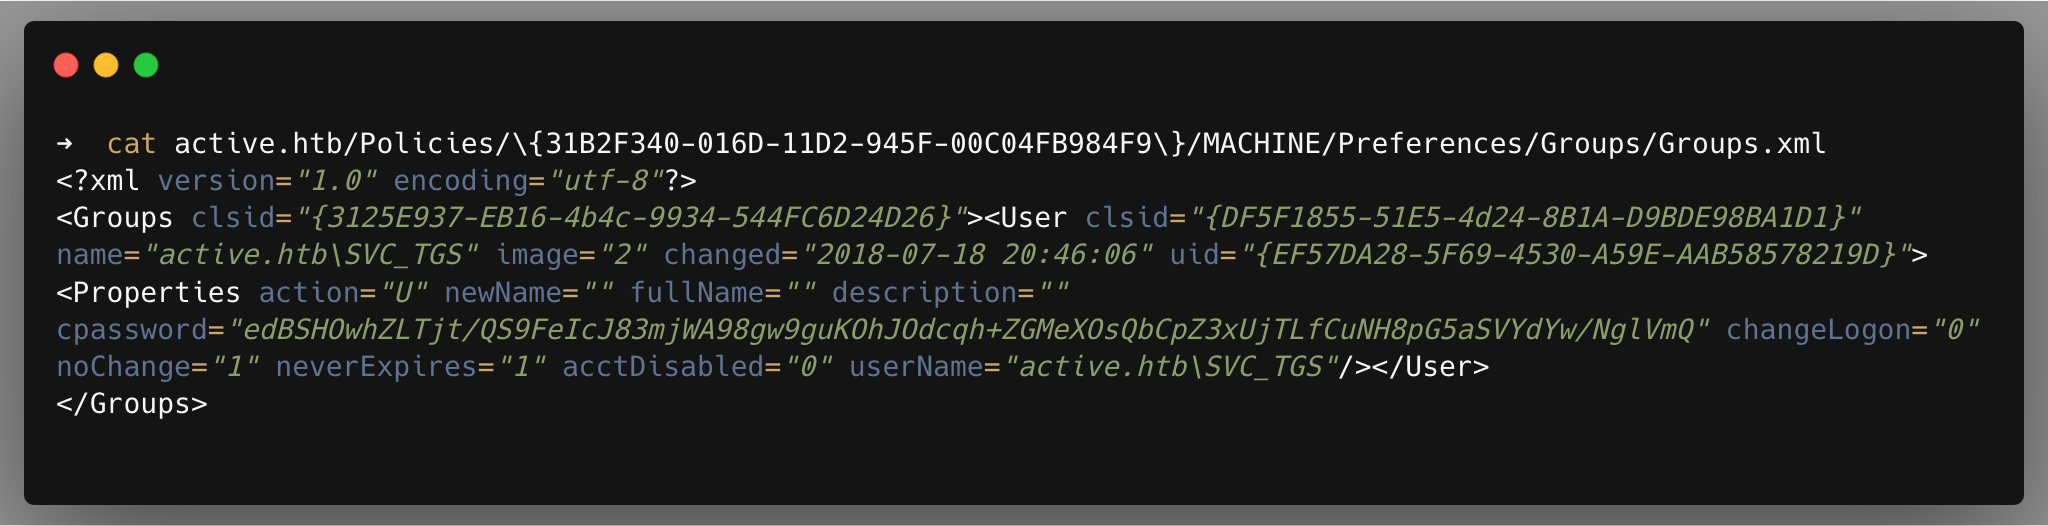 ➜  cat active.htb/Policies/\{31B2F340-016D-11D2-945F-00C04FB984F9\}/MACHINE/Preferences/Groups/Groups.xml
<?xml version="1.0" encoding="utf-8"?>
<Groups clsid="{3125E937-EB16-4b4c-9934-544FC6D24D26}"><User clsid="{DF5F1855-51E5-4d24-8B1A-D9BDE98BA1D1}"
name="active.htb\SVC_TGS" image="2" changed="2018-07-18 20:46:06" uid="{EF57DA28-5F69-4530-A59E-AAB58578219D}">
<Properties action="U" newName="" fullName="" description=""
cpassword="edBSHOwhZLTjt/QS9FeIcJ83mjWA98gw9guKOhJOdcqh+ZGMeXOsQbCpZ3xUjTLfCuNH8pG5aSVYdYw/NglVmQ" changeLogon="0"
noChange="1" neverExpires="1" acctDisabled="0" userName="active.htb\SVC_TGS"/></User>
</Groups>